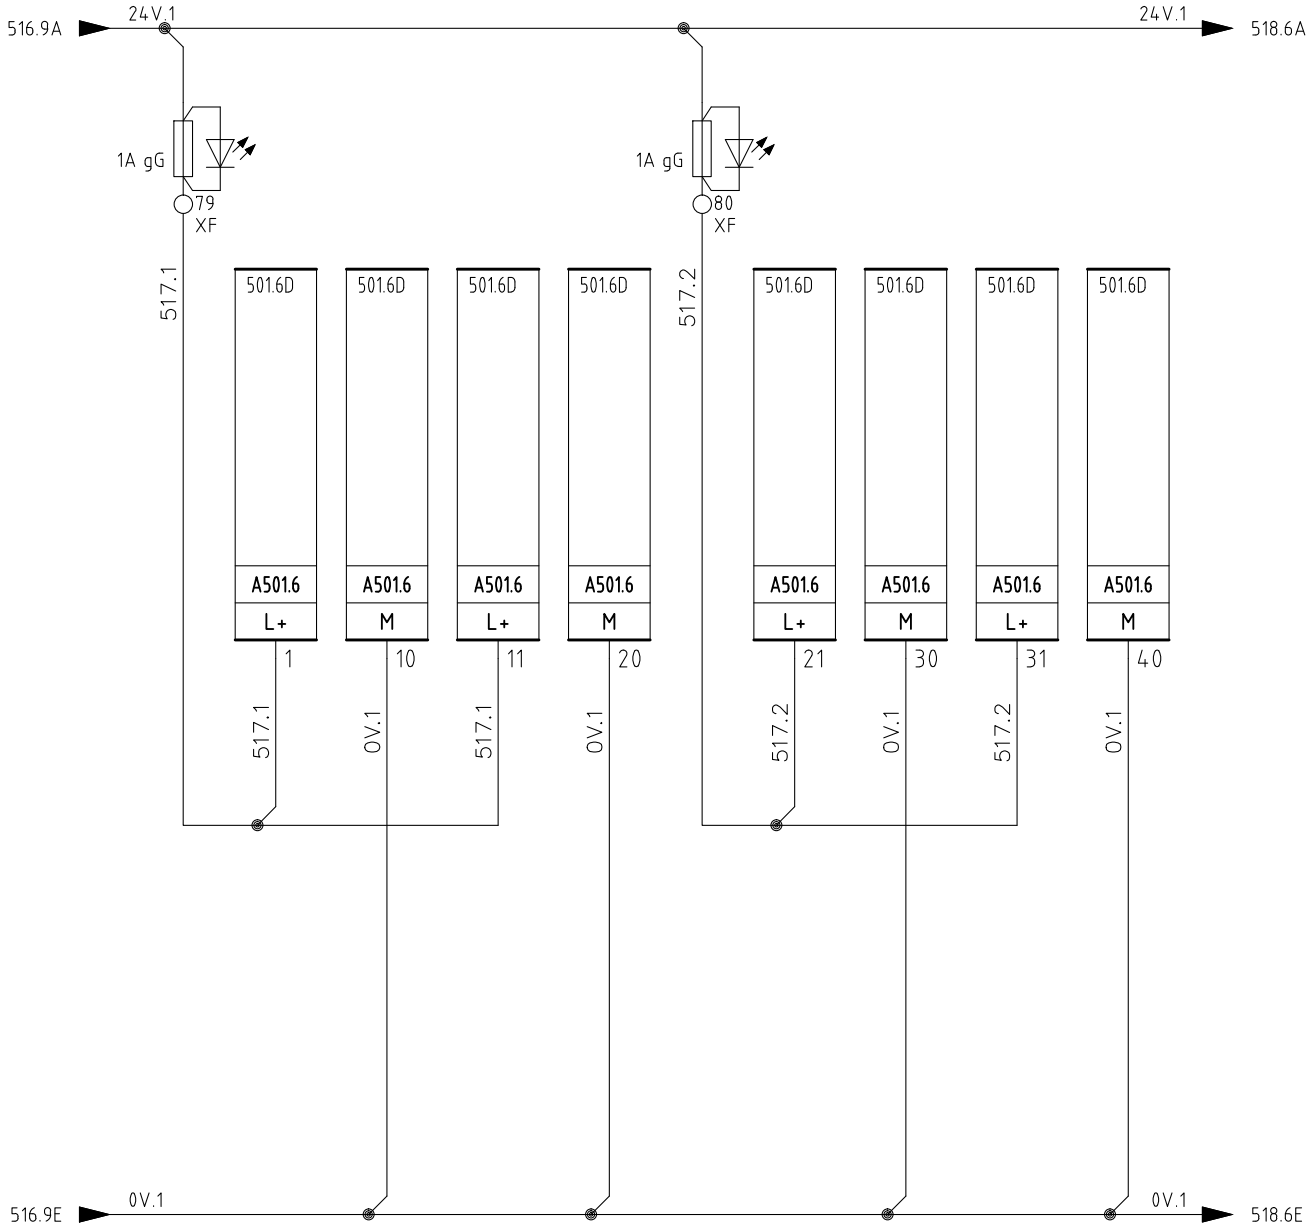 24V.1 24V.1
516.9A 518.6A
1A gG 1A gG
79 80
XF XF
517.1 517.2
501.6D 501.6D 501.6D 501.6D 501.6D 501.6D 501.6D 501.6D
A501.6 A501.6 A501.6 A501.6 A501.6 A501.6 A501.6 A501.6
L+ M L+ M L+ M L+ M
1 10 11 20 21 30 31 40
517.1 0V.1 517.1 0V.1 517.2 0V.1 517.2 0V.1
0V.1 0V.1
516.9E 518.6E